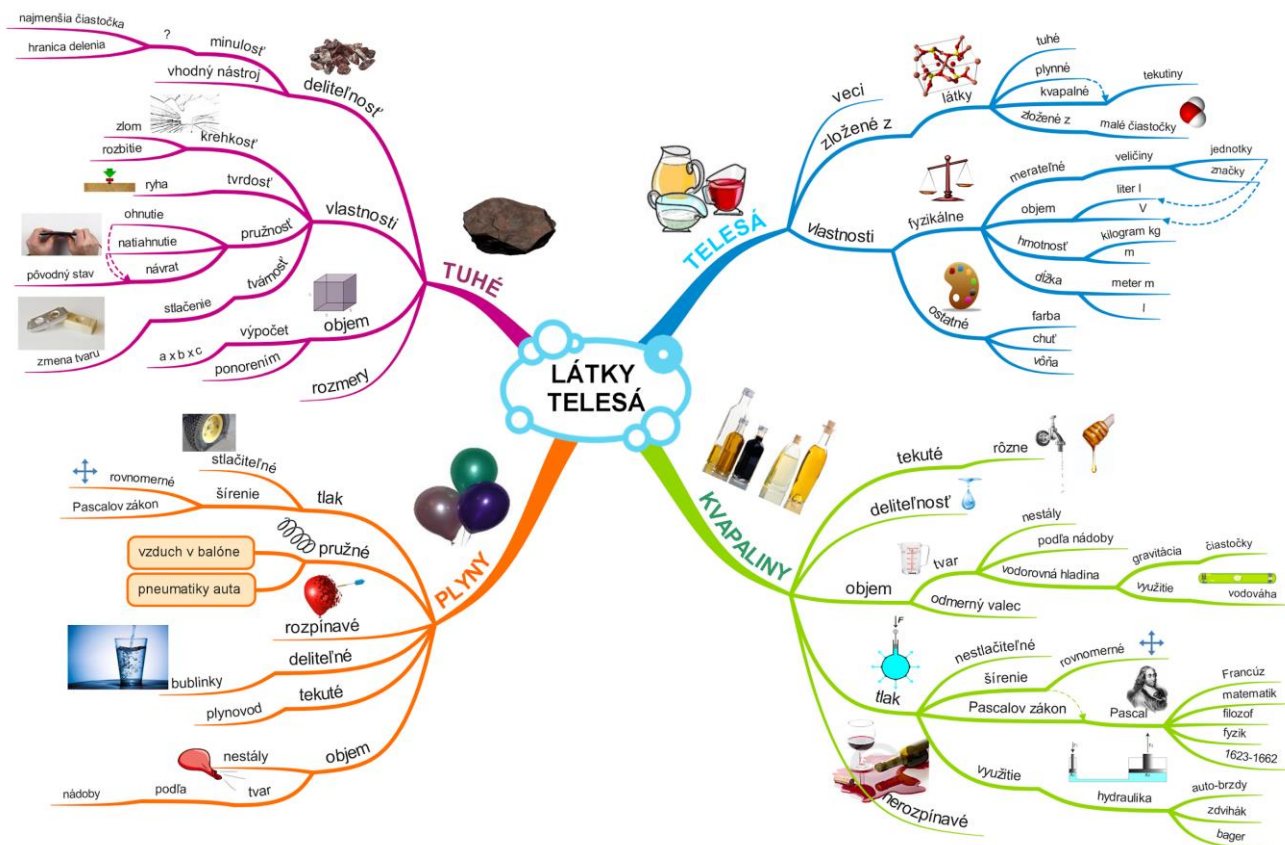 LÁTKY
TELESÁ
TELESÁ
veci
zložené z
látky
tuhé
plynné
kvapalné
tekutiny
zložené z
malé čiastočky
vlastnosti
fyzikálne
merateľné
veličiny
jednotky
značky
objem
liter l
V
hmotnosť
kilogram kg
m
dĺžka
meter m
l
ostatné
farba
chuť
vôňa
KVAPALINY
tekuté
rôzne
deliteľnosť
objem
tvar
nestály
podľa nádoby
vodorovná hladina
gravitácia
čiastočky
využitie
vodováha
odmerný valec
F
tlak
nestlačiteľné
šírenie
rovnomerné
Pascalov zákon
Pascal
Francúz
matematik
filozof
fyzik
1623-1662
využitie
hydraulika
auto-brzdy
zdvihák
bager
nerozpínavé
PLYNY
tlak
stlačiteľné
šírenie
rovnomerné
Pascalov zákon
pružné
vzduch v balóne
pneumatiky auta
rozpínavé
deliteľné
bublinky
tekuté
plynovod
objem
nestály
tvar
podľa
nádoby
TUHÉ
deliteľnosť
minulosť
?
najmenšia čiastočka
hranica delenia
vhodný nástroj
vlastnosti
krehkosť
zlom
rozbitie
tvrdosť
ryha
pružnosť
ohnutie
natiahnutie
návrat
pôvodný stav
tvárnosť
stlačenie
zmena tvaru
objem
výpočet
a x b x c
ponorením
rozmery